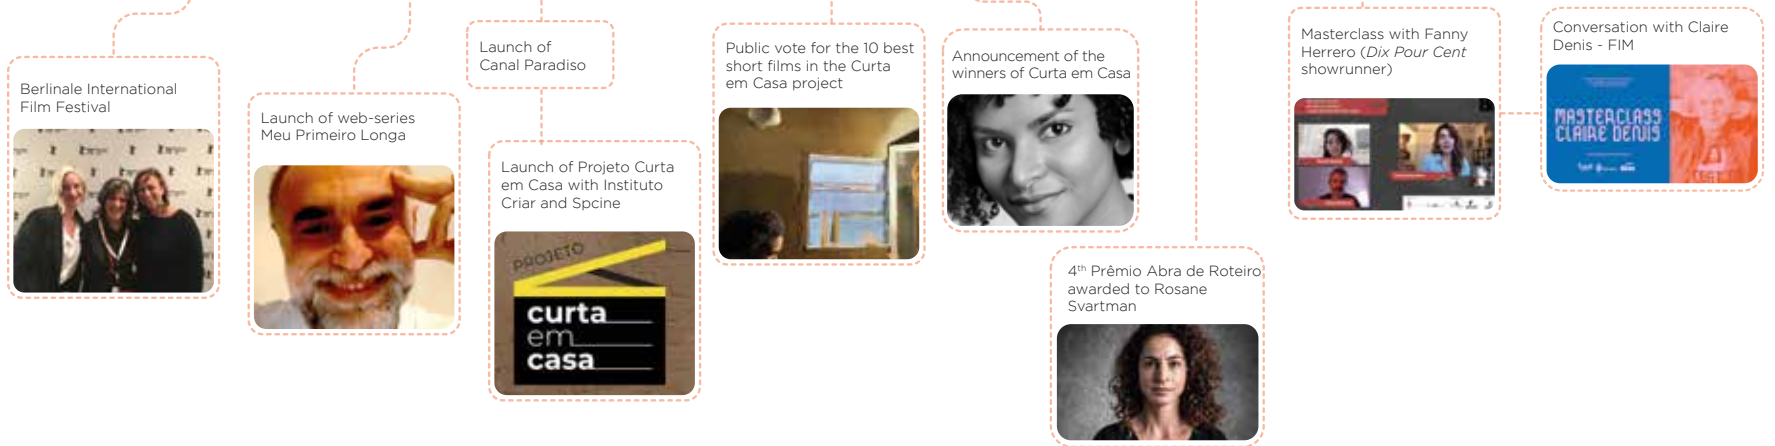 Berlinale International
Film Festival
Launch of web-series
Meu Primeiro Longa
Launch of
Canal Paradiso
Launch of Projeto Curta
em Casa with Instituto
Criar and Spcine
PROJETO
curta
em
casa
Public vote for the 10 best
short films in the Curta
em Casa project
Announcement of the
winners of Curta em Casa
4th Prêmio Abra de Roteiro
awarded to Rosane
Svartman
Masterclass with Fanny
Herrero (Dix Pour Cent
showrunner)
Conversation with Claire
Denis - FIM
MASTERCLASS
CLAIRE DENIS